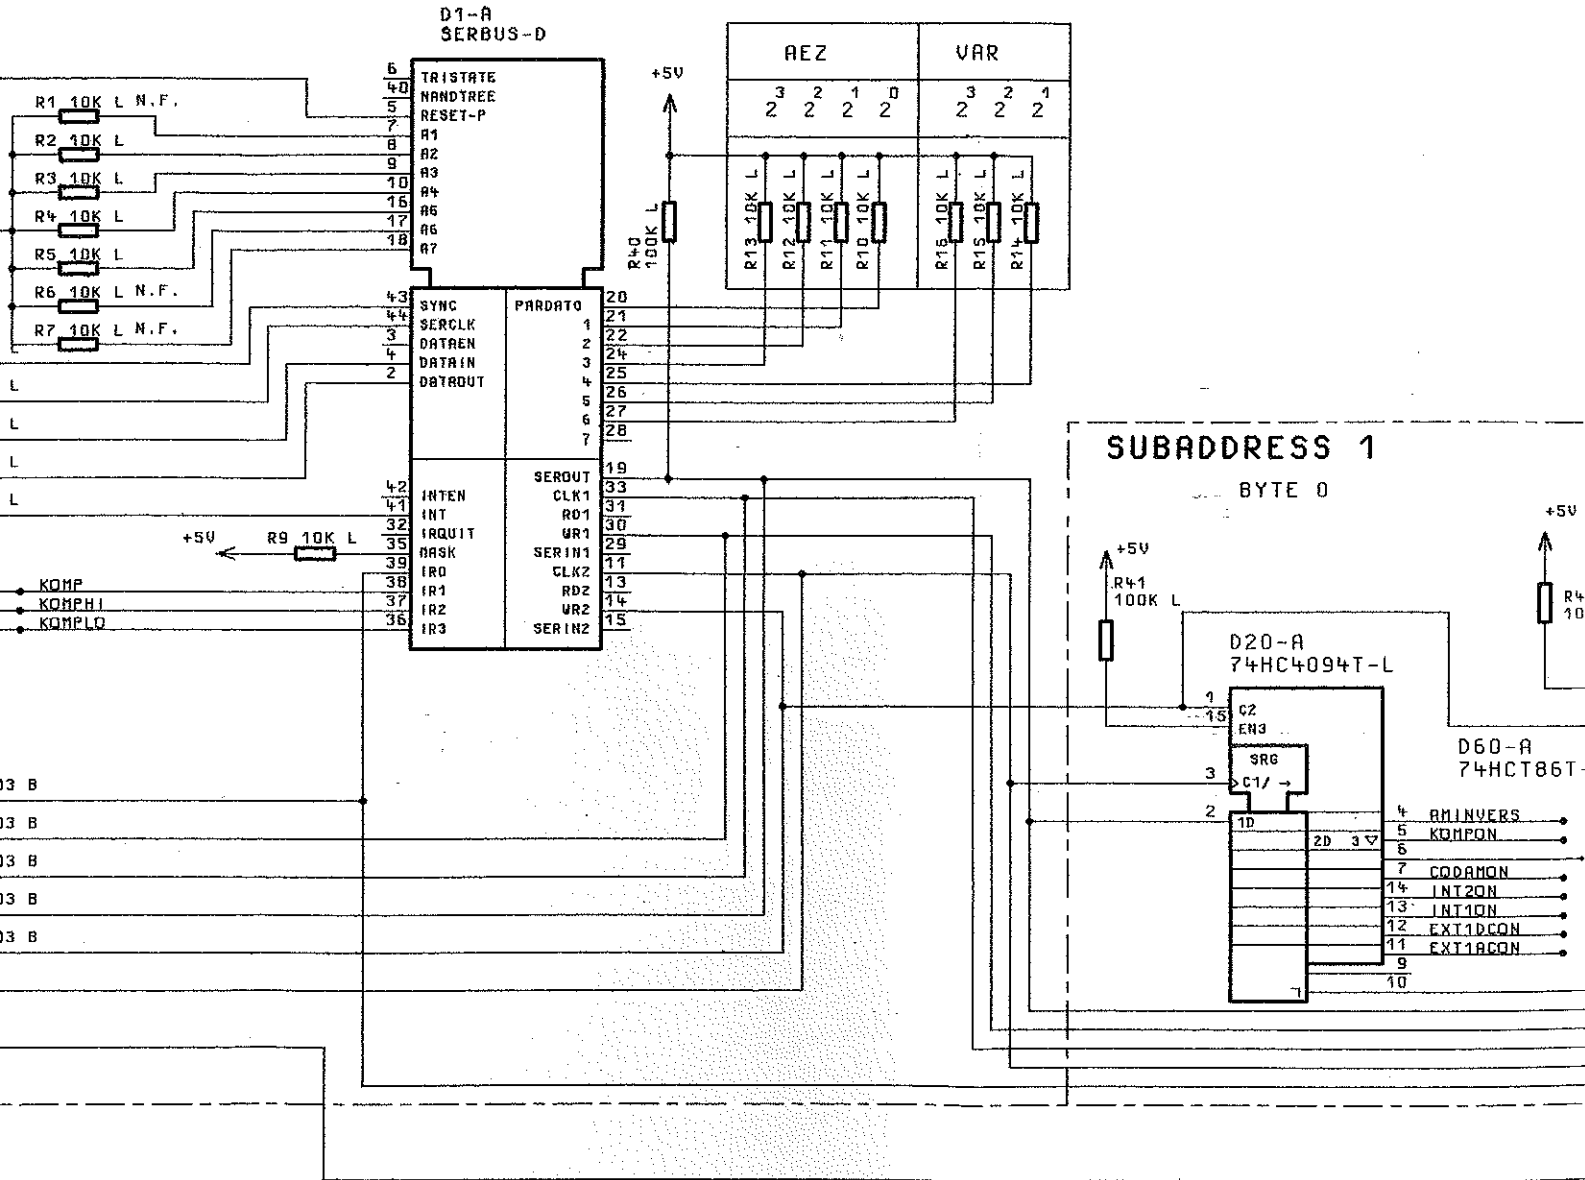 D1-A
SERBUS-D
6 TRISTATE
40 NANDTREE
5 RESET-P
7 A1
8 A2
9 A3
10 A4
16 A5
17 A6
18 A7
R1 10K L N.F.
R2 10K L
R3 10K L
R4 10K L
R5 10K L
R6 10K L N.F.
R7 10K L N.F.
L
L
L
L
L
43 SYNC
44 SERCLK
3 DATAEN
4 DATAIN
2 DATAOUT
PARDAT0 20
1 21
2 22
3 24
4 25
5 26
6 27
7 28
42 INTEN
41 INT
32 IRQUIT
35 MASK
39 IR0
38 IR1
37 IR2
36 IR3
SEROUT 19
CLK1 33
RD1 31
WR1 30
SERIN1 29
CLK2 11
RD2 13
WR2 14
SERIN2 15
+5V
R9 10K L
KOMP
KOMPHI
KOMPLO
03 B
03 B
03 B
03 B
03 B
+5V
R40
100K L
AEZ VAR
2³ 2² 2¹ 2⁰ 2³ 2² 2¹
R13 10K L
R12 10K L
R11 10K L
R10 10K L
R16 10K L
R15 10K L
R14 10K L
SUBADDRESS 1
BYTE 0
+5V
R41
100K L
+5V
R4
10
D20-A
74HC4094T-L
1 C2
15 EN3
SRG
3 C1/ →
2 1D
2D 3 ▽
4 AMINVERS
5 KOMPON
6
7 CODAMON
14 INT2ON
13 INT1ON
12 EXT1DCON
11 EXT1ACON
9
10
D60-A
74HCT86T-